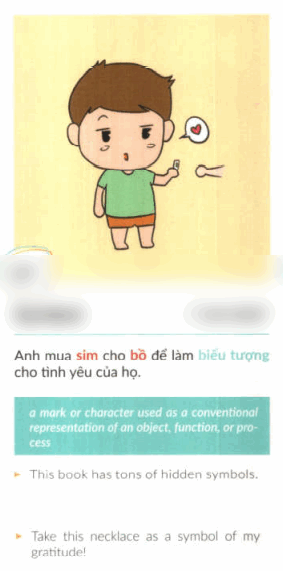 Anh mua sim cho bồ để làm biểu tượng
cho tình yêu của họ.
a mark or character used as a conventional
representation of an object, function, or pro-
cess
This book has tons of hidden symbols.
Take this necklace as a symbol of my
gratitude!